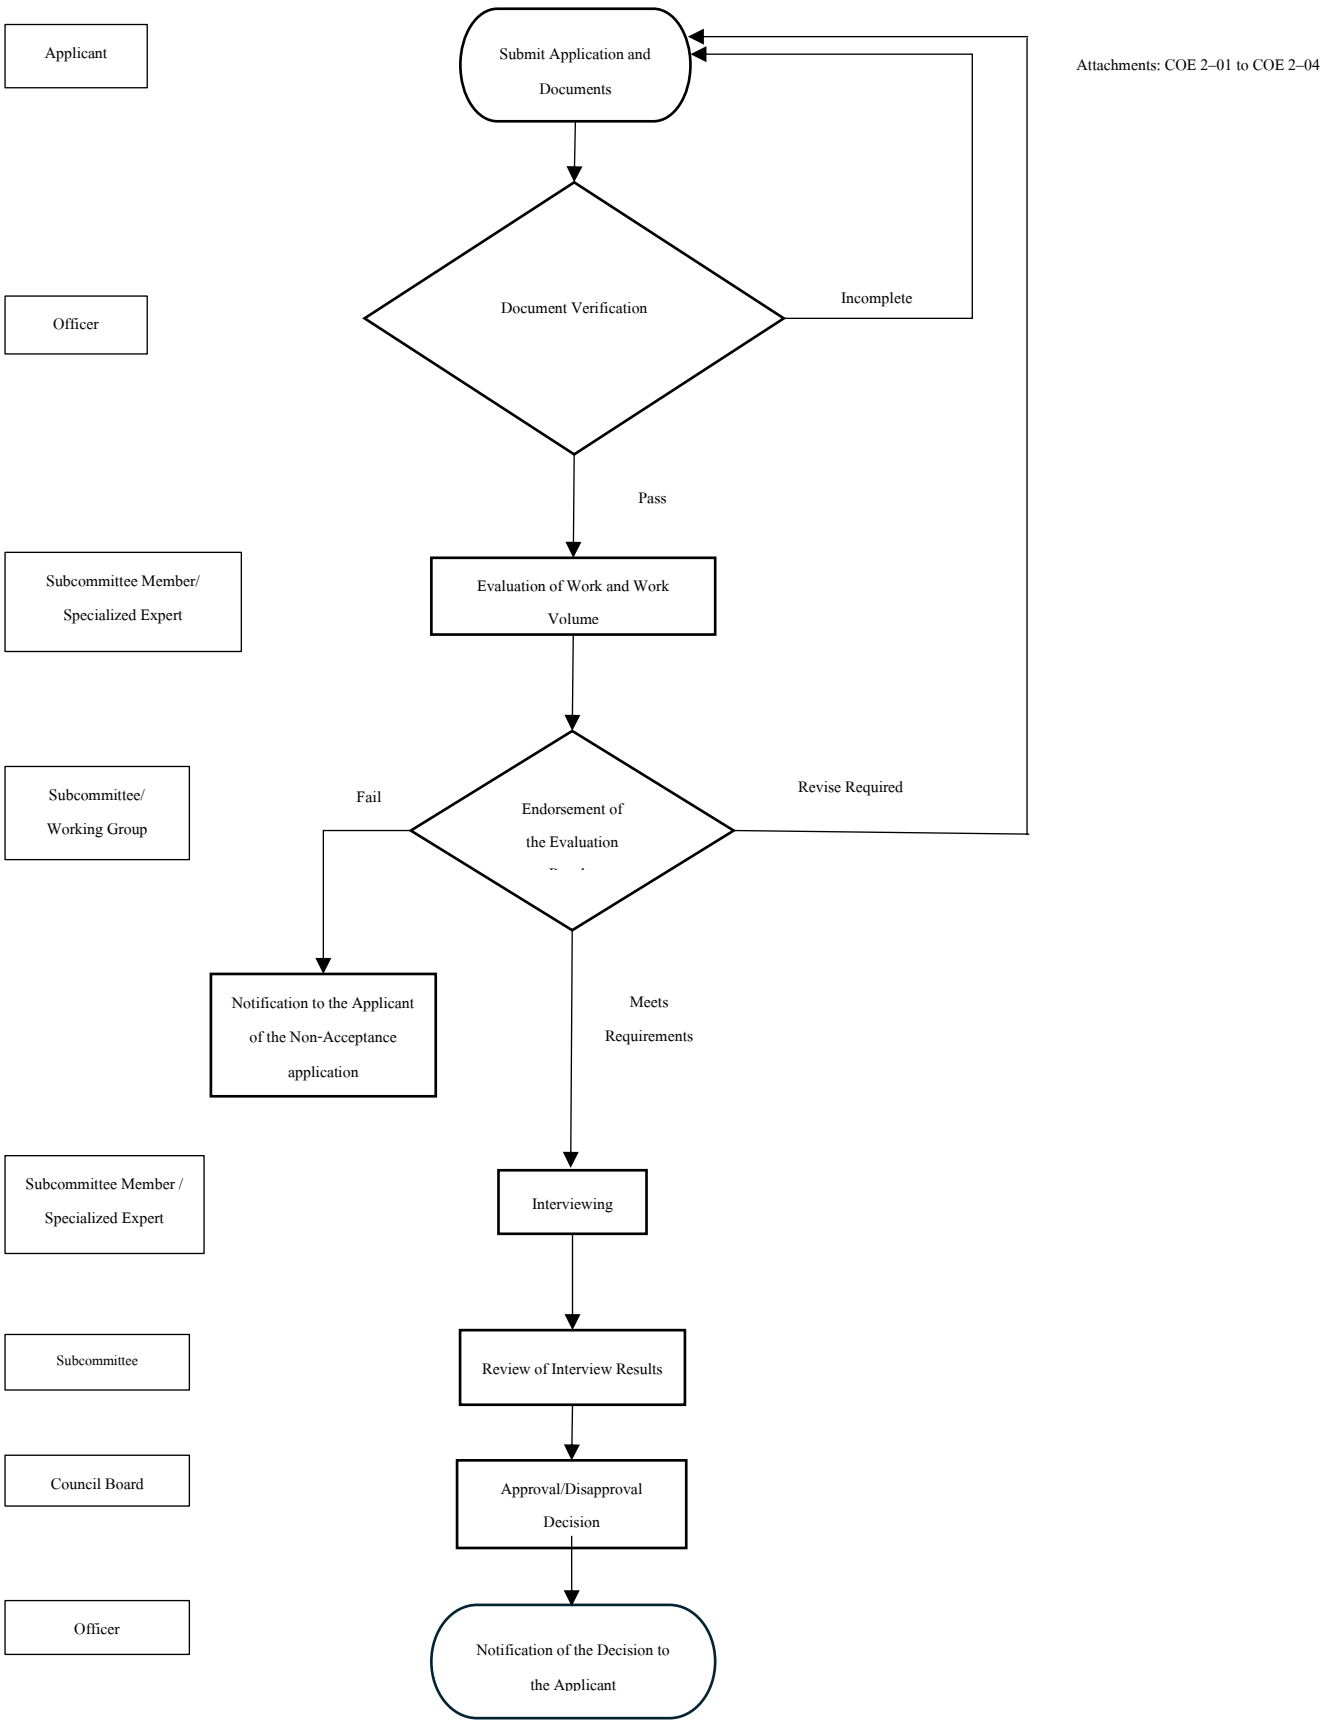 Applicant
Submit Application and
Documents
Attachments: COE 2–01 to COE 2–04
Officer
Document Verification
Incomplete
Pass
Subcommittee Member/
Specialized Expert
Evaluation of Work and Work
Volume
Subcommittee/
Working Group
Fail
Endorsement of
the Evaluation
Revise Required
Notification to the Applicant
of the Non-Acceptance
application
Meets
Requirements
Subcommittee Member /
Specialized Expert
Interviewing
Subcommittee
Review of Interview Results
Council Board
Approval/Disapproval
Decision
Officer
Notification of the Decision to
the Applicant